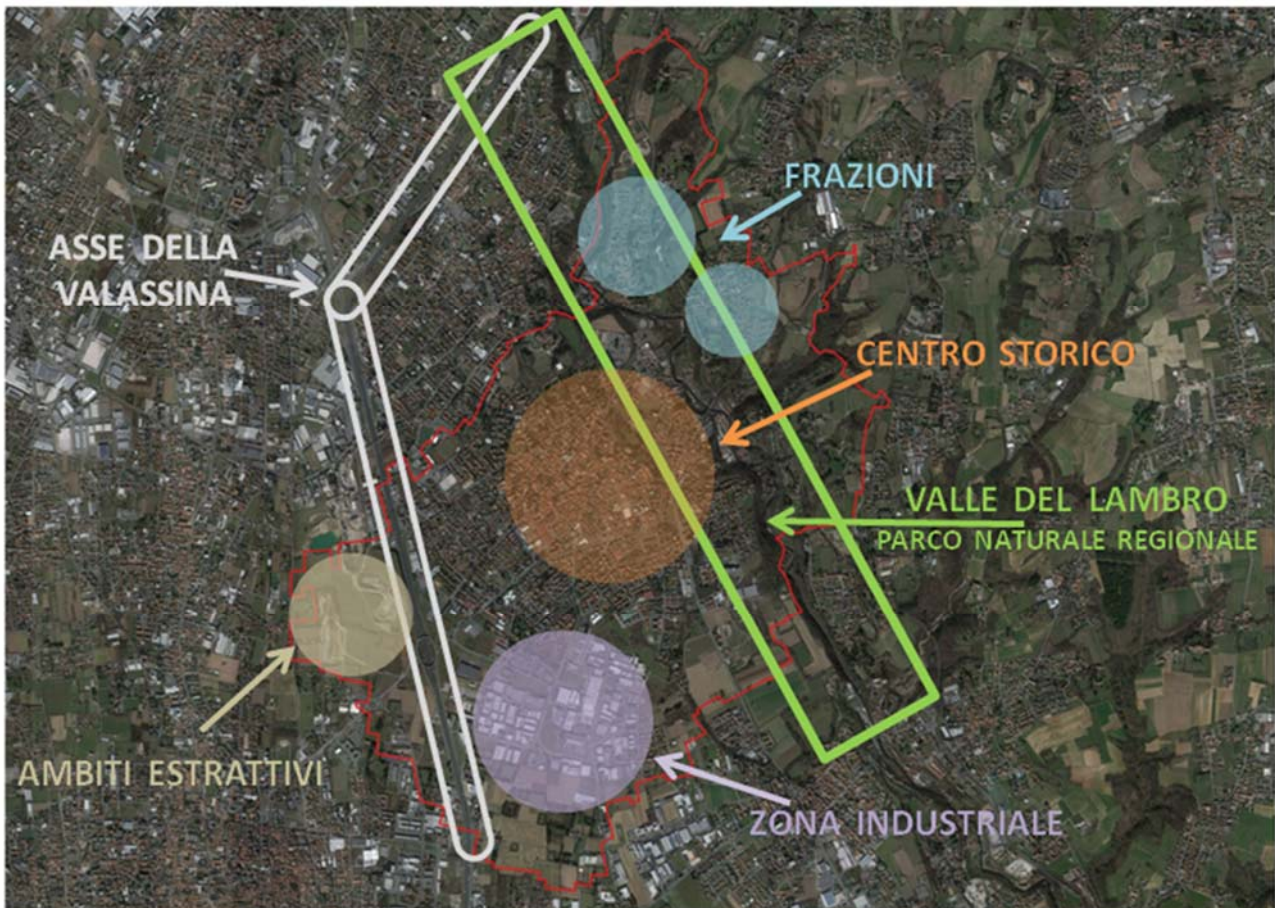 FRAZIONI
ASSE DELLA
VALASSINA
CENTRO STORICO
VALLE DEL LAMBRO
PARCO NATURALE REGIONALE
AMBITI ESTRATTIVI
ZONA INDUSTRIALE